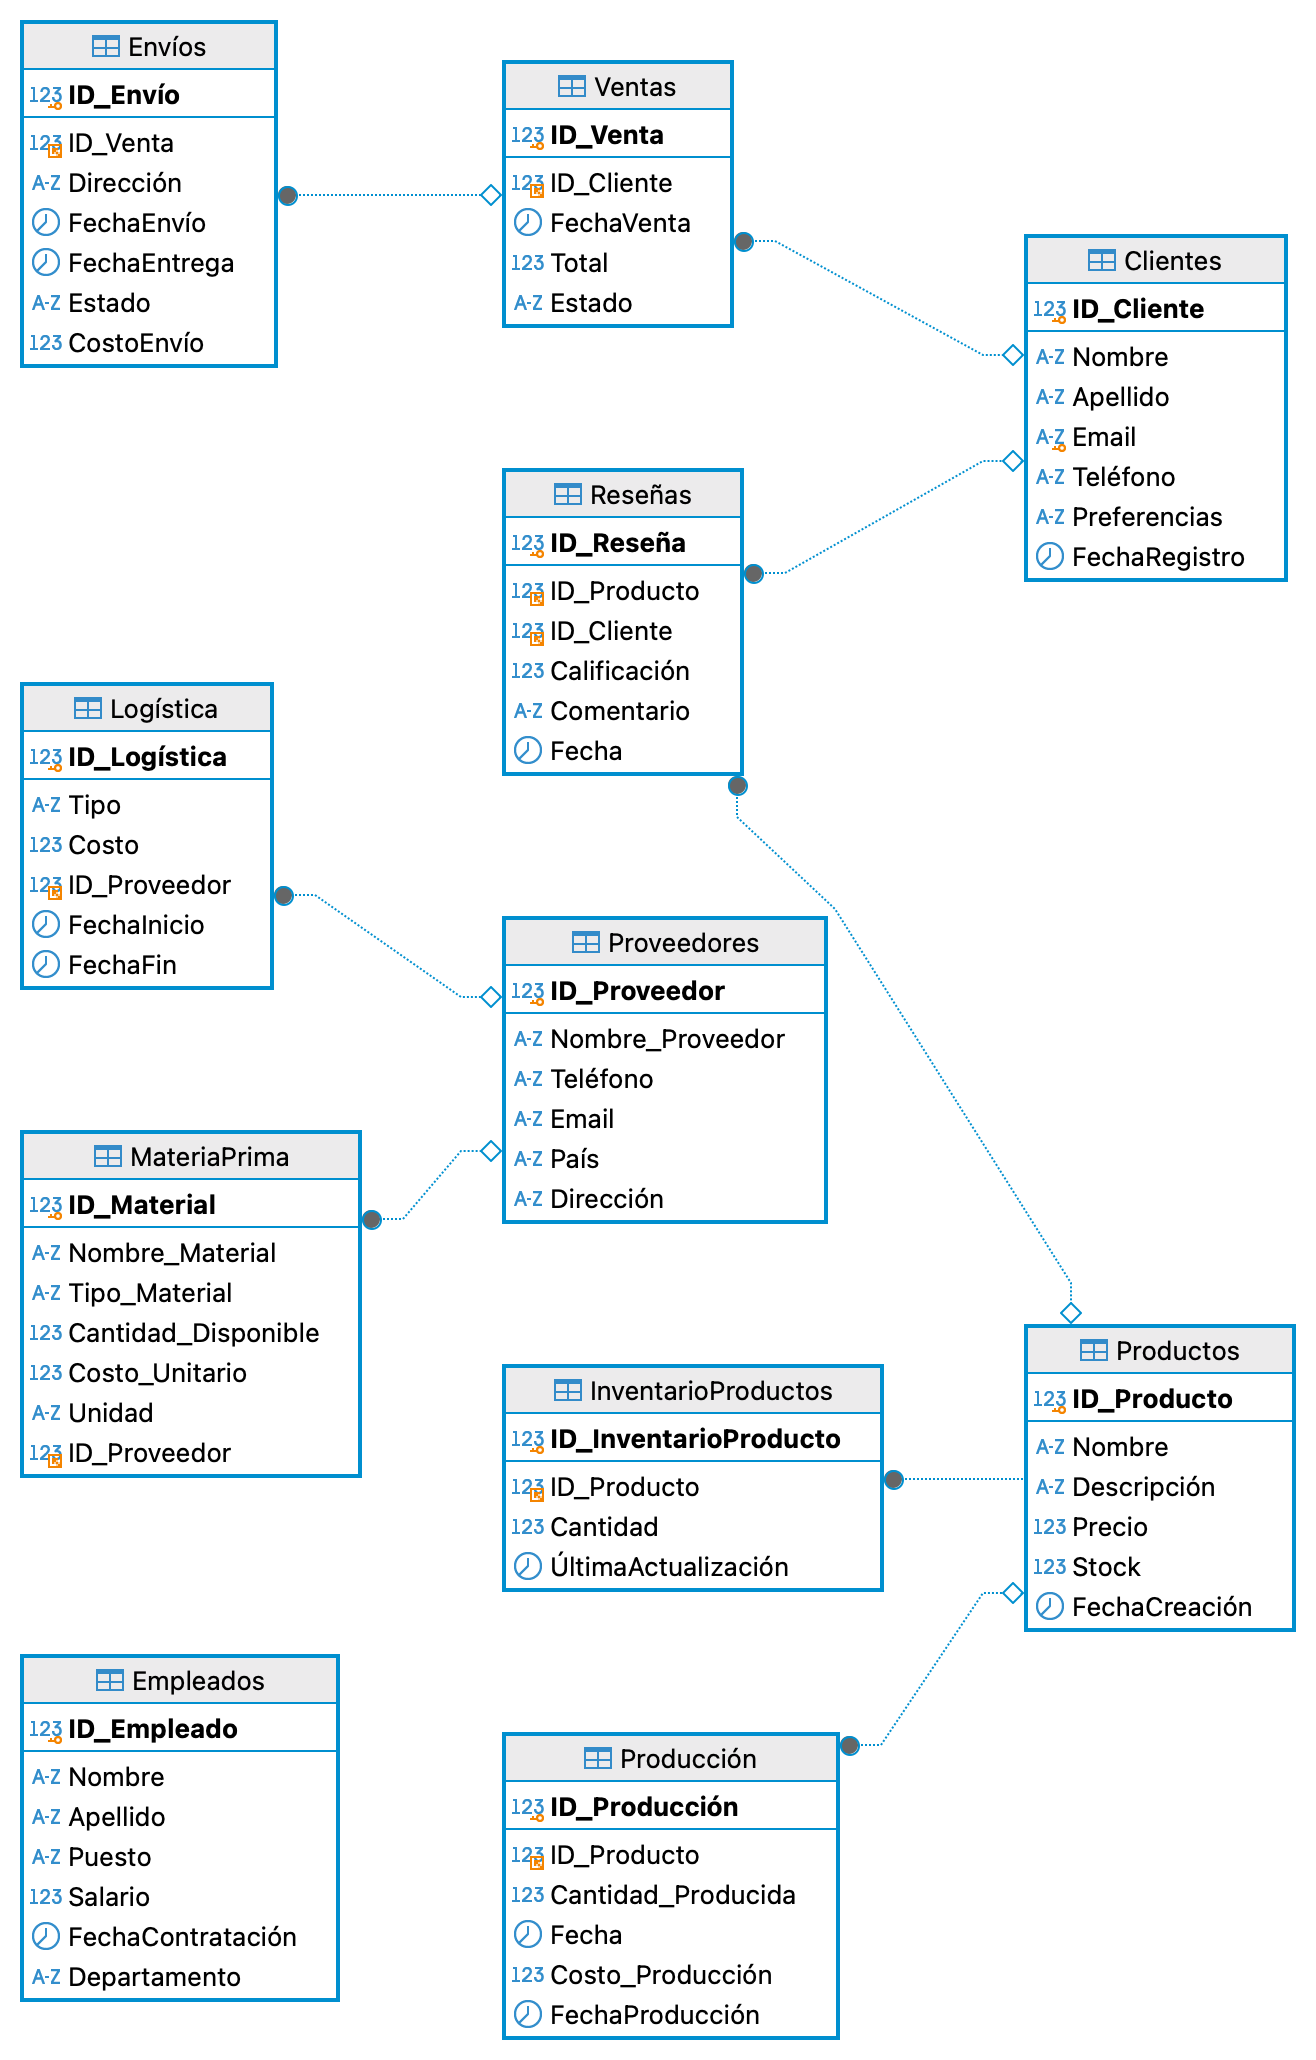 Envíos
123 ID_Envío
123 ID_Venta
A-Z Dirección
FechaEnvío
FechaEntrega
A-Z Estado
123 CostoEnvío
Ventas
123 ID_Venta
123 ID_Cliente
FechaVenta
123 Total
A-Z Estado
Clientes
123 ID_Cliente
A-Z Nombre
A-Z Apellido
A-Z Email
A-Z Teléfono
A-Z Preferencias
FechaRegistro
Reseñas
123 ID_Reseña
123 ID_Producto
123 ID_Cliente
123 Calificación
A-Z Comentario
Fecha
Logística
123 ID_Logística
A-Z Tipo
123 Costo
123 ID_Proveedor
FechaInicio
FechaFin
Proveedores
123 ID_Proveedor
A-Z Nombre_Proveedor
A-Z Teléfono
A-Z Email
A-Z País
A-Z Dirección
MateriaPrima
123 ID_Material
A-Z Nombre_Material
A-Z Tipo_Material
123 Cantidad_Disponible
123 Costo_Unitario
A-Z Unidad
123 ID_Proveedor
InventarioProductos
123 ID_InventarioProducto
123 ID_Producto
123 Cantidad
ÚltimaActualización
Productos
123 ID_Producto
A-Z Nombre
A-Z Descripción
123 Precio
123 Stock
FechaCreación
Empleados
123 ID_Empleado
A-Z Nombre
A-Z Apellido
A-Z Puesto
123 Salario
FechaContratación
A-Z Departamento
Producción
123 ID_Producción
123 ID_Producto
123 Cantidad_Producida
Fecha
123 Costo_Producción
FechaProducción